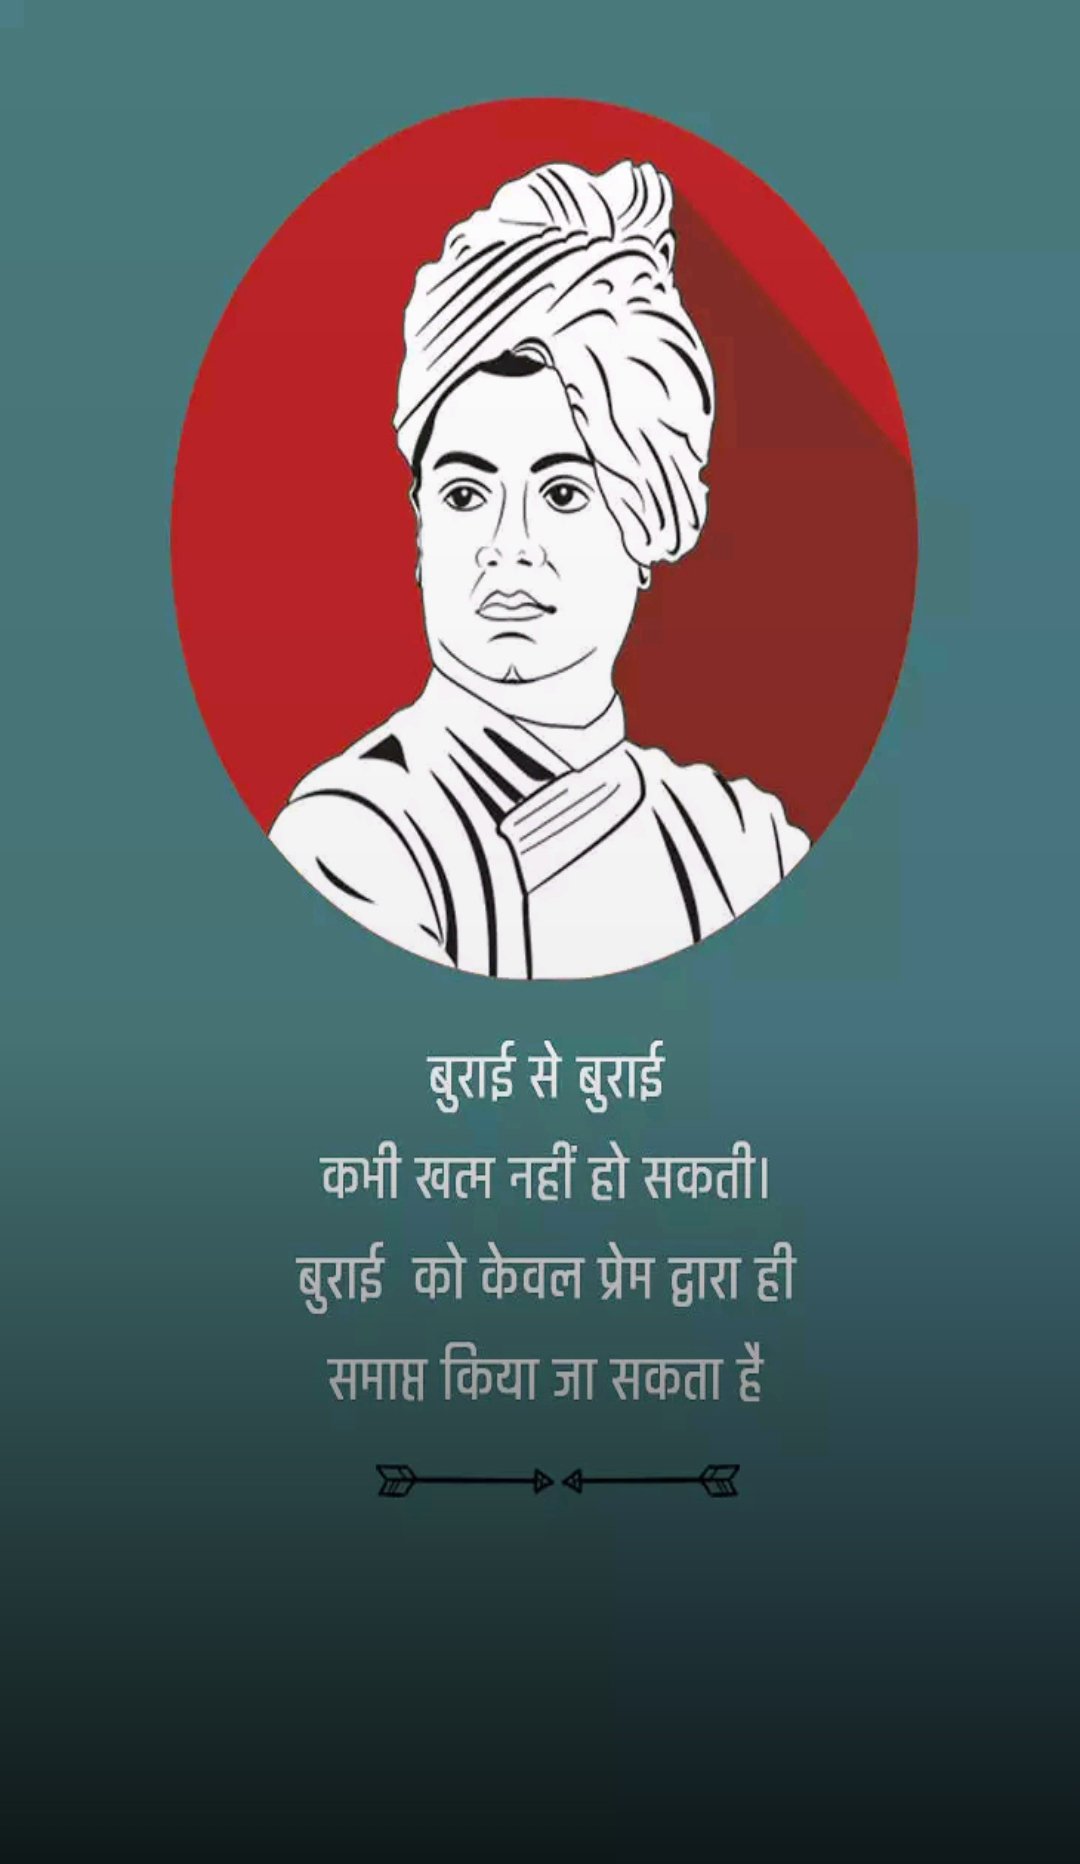 बुराई से बुराई
कभी खत्म नहीं हो सकती।
बुराई को केवल प्रेम द्वारा ही
समाप्त किया जा सकता है